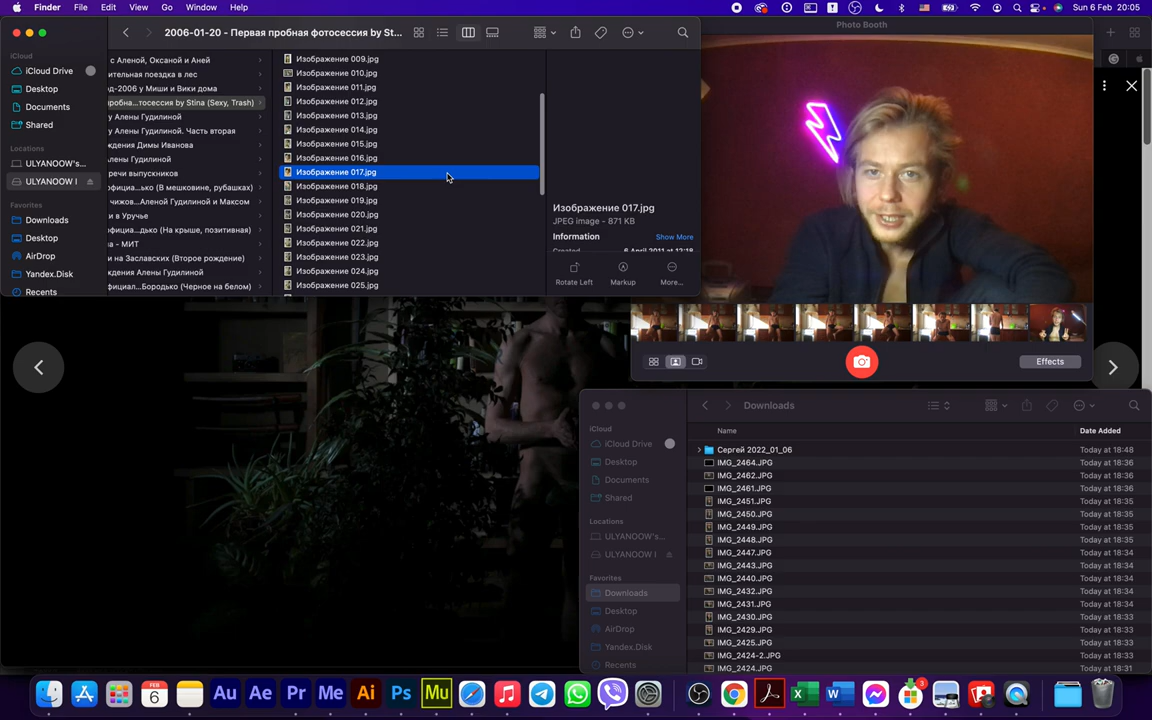 Finder File Edit View Go Window Help
Sun 6 Feb 20:05
2006-01-20 - Первая пробная фотосессия by St...
iCloud
iCloud Drive
Desktop
Documents
Shared
Locations
ULYANOOW's...
ULYANOOW I
Favorites
Downloads
Desktop
AirDrop
Yandex.Disk
Recents
с Аленой, Оксаной и Аней
ительная поездка в лес
д-2006 у Миши и Вики дома
пробна...тосессия by Stina (Sexy, Trash)
у Алены Гудилиной
у Алены Гудилиной. Часть вторая
ждения Димы Иванова
лены Гудилиной
речи выпускников
официа...ько (В мешковине, рубашках)
чижов...Аленой Гудилиной и Максом
и в Уручье
официа...дько (На крыше, позитивная)
а - МИТ
и на Заславских (Второе рождение)
ждения Алены Гудилиной
официал...Бородько (Черное на белом)
Изображение 009.jpg
Изображение 010.jpg
Изображение 011.jpg
Изображение 012.jpg
Изображение 013.jpg
Изображение 014.jpg
Изображение 015.jpg
Изображение 016.jpg
Изображение 017.jpg
Изображение 018.jpg
Изображение 019.jpg
Изображение 020.jpg
Изображение 021.jpg
Изображение 022.jpg
Изображение 023.jpg
Изображение 024.jpg
Изображение 025.jpg
Изображение 017.jpg
JPEG image - 871 KB
Information Show More
Rotate Left Markup More...
Photo Booth
Effects
Downloads
iCloud
iCloud Drive
Desktop
Documents
Shared
Locations
ULYANOOW's...
ULYANOOW I
Favorites
Downloads
Desktop
AirDrop
Yandex.Disk
Recents
Name Date Added
Сергей 2022_01_06 Today at 18:48
IMG_2464.JPG Today at 18:36
IMG_2462.JPG Today at 18:36
IMG_2461.JPG Today at 18:36
IMG_2451.JPG Today at 18:35
IMG_2450.JPG Today at 18:35
IMG_2449.JPG Today at 18:35
IMG_2448.JPG Today at 18:35
IMG_2447.JPG Today at 18:34
IMG_2443.JPG Today at 18:34
IMG_2440.JPG Today at 18:34
IMG_2432.JPG Today at 18:34
IMG_2431.JPG Today at 18:34
IMG_2430.JPG Today at 18:33
IMG_2429.JPG Today at 18:33
IMG_2425.JPG Today at 18:33
IMG_2424-2.JPG Today at 18:33
IMG_2424.JPG Today at 18:31
FEB
6 Au Ae Pr Me Ai Ps Mu 3